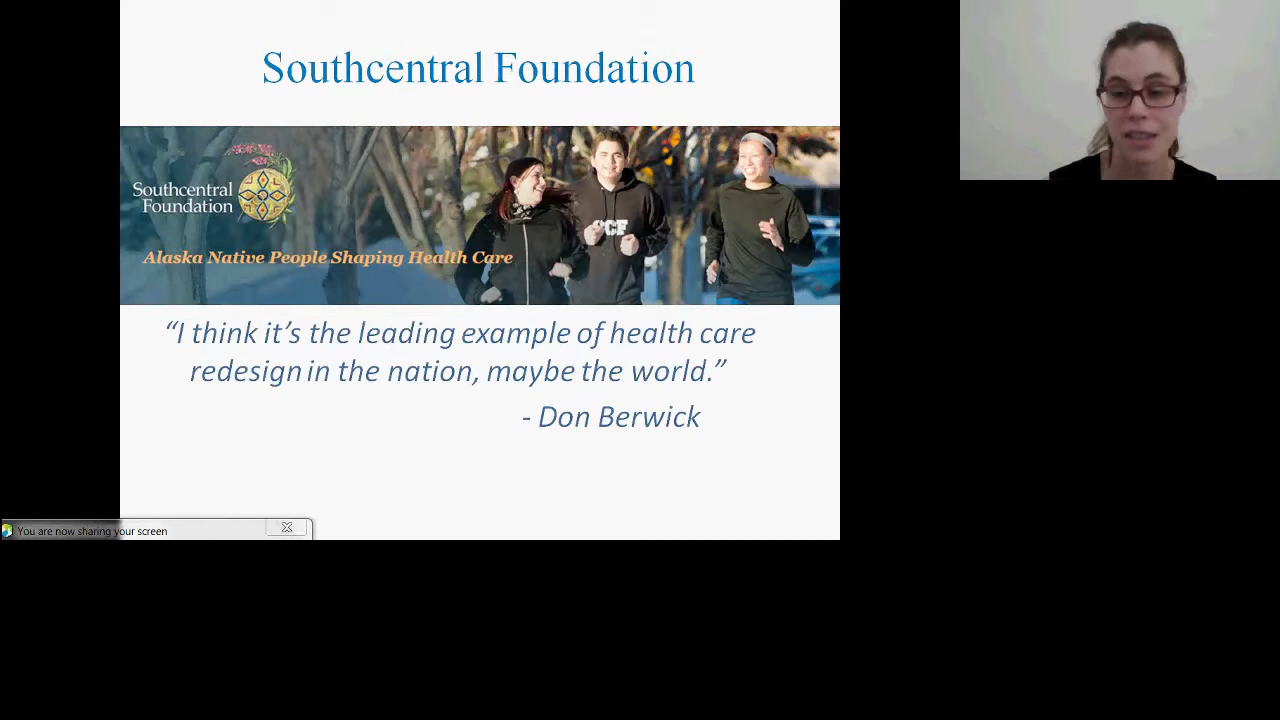 Southcentral Foundation
Southcentral
Foundation
Alaska Native People Shaping Health Care
“I think it’s the leading example of health care
redesign in the nation, maybe the world.”
- Don Berwick
You are now sharing your screen